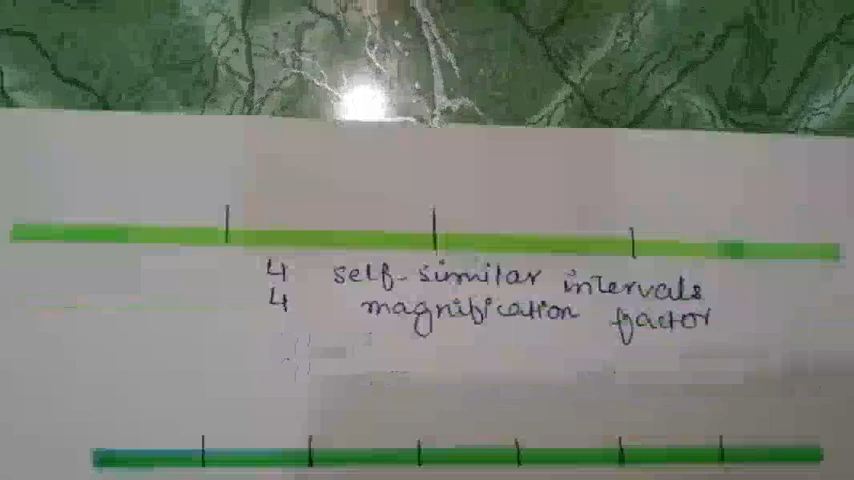 4 self-similar intervals
4 magnification factor